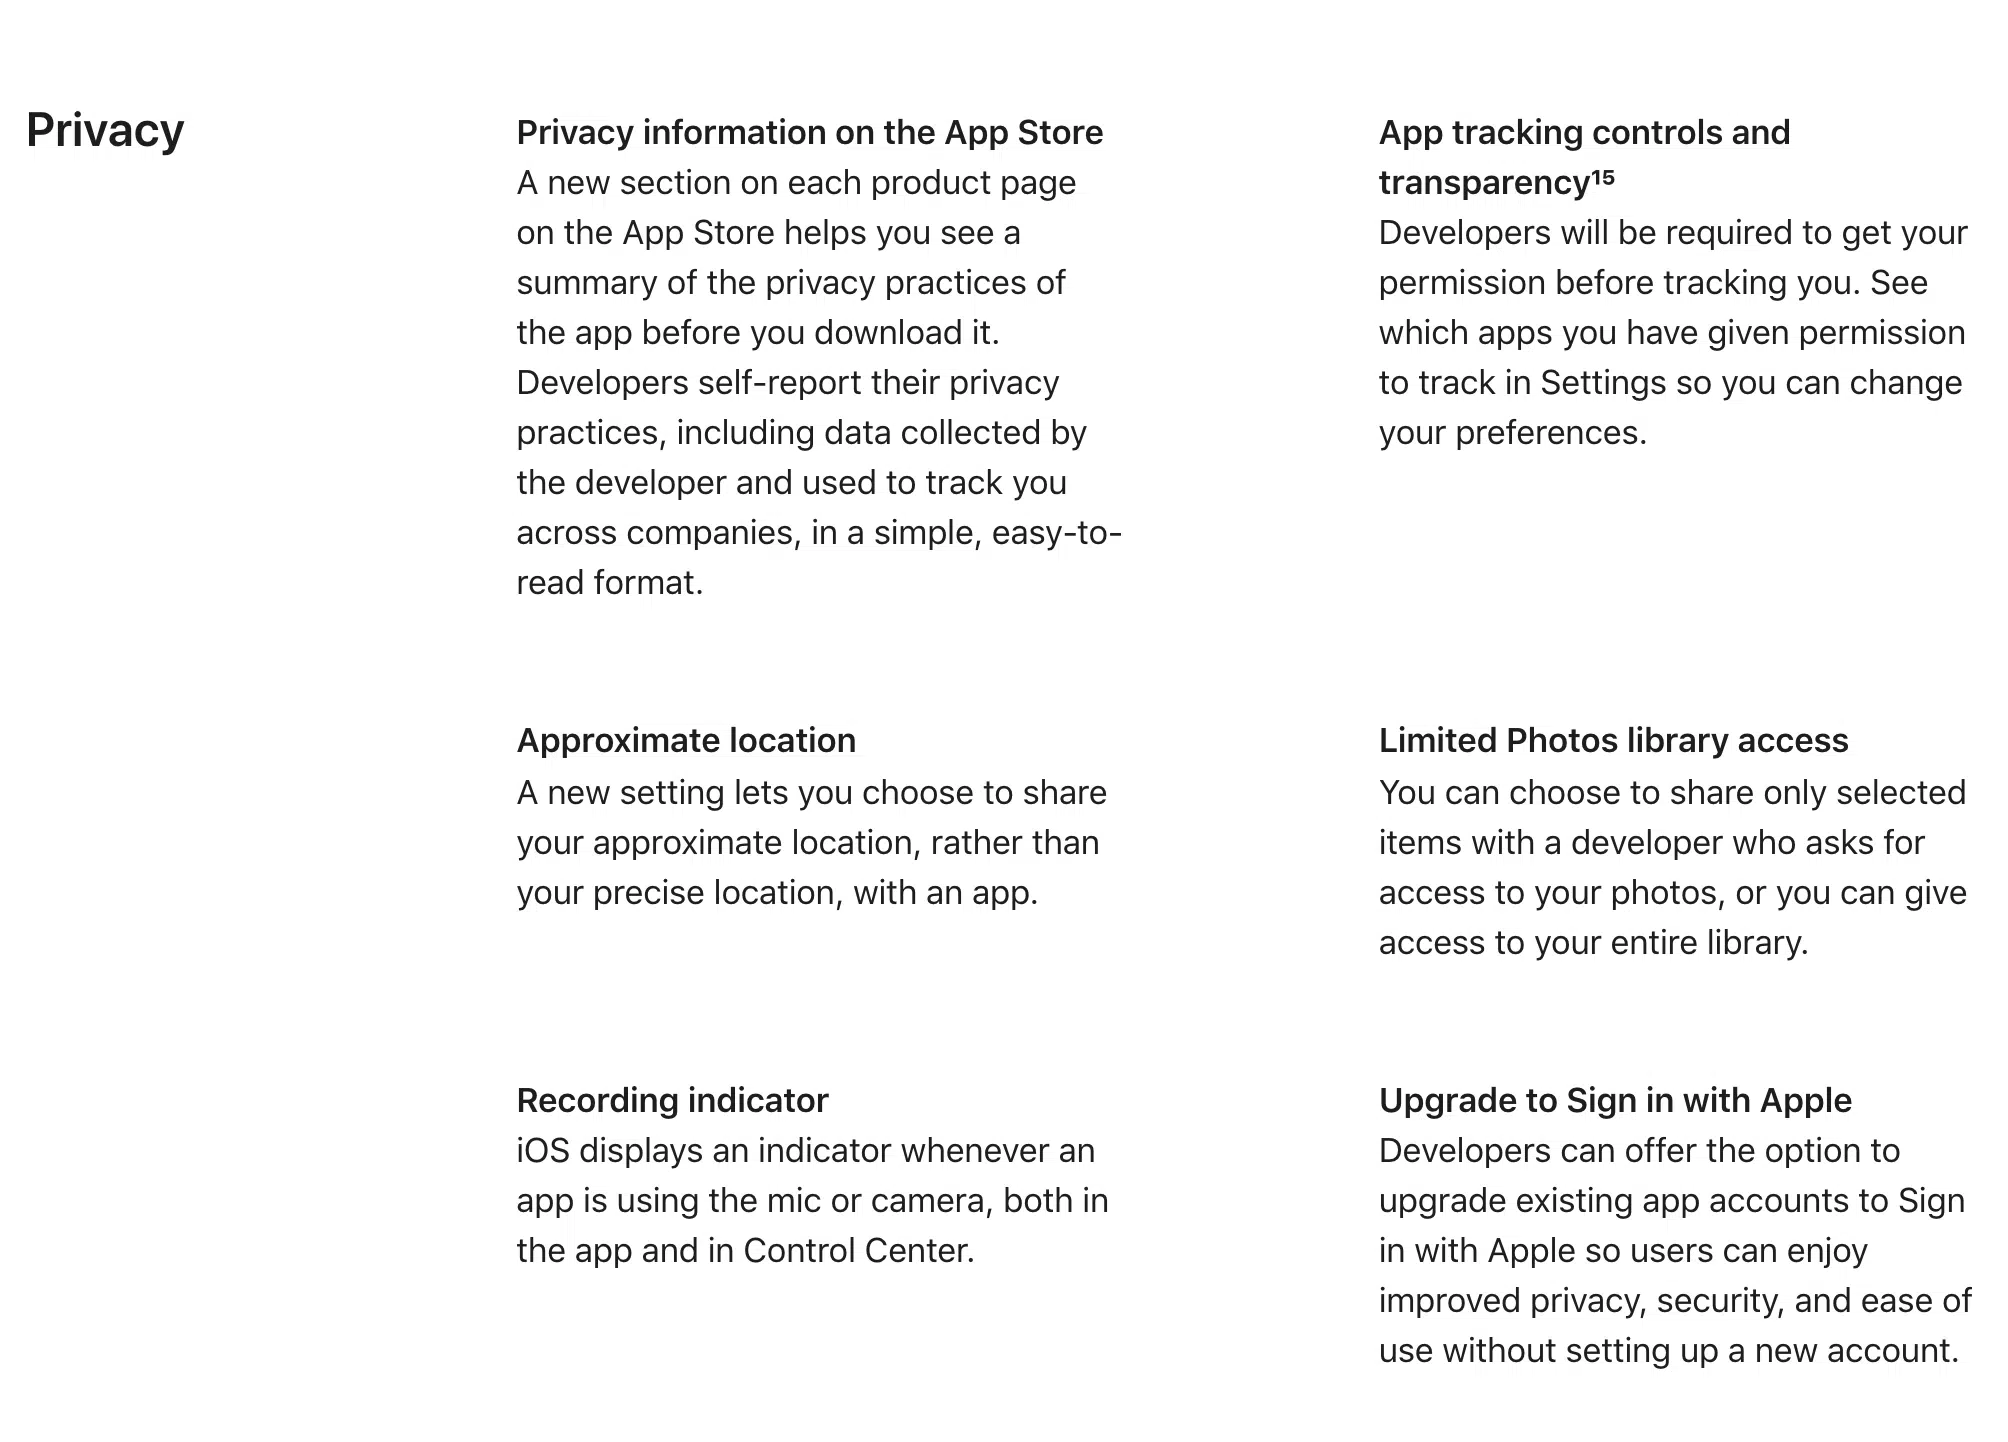 Privacy
Privacy information on the App Store
A new section on each product page
on the App Store helps you see a
summary of the privacy practices of
the app before you download it.
Developers self-report their privacy
practices, including data collected by
the developer and used to track you
across companies, in a simple, easy-to-
read format.
App tracking controls and
transparency¹⁵
Developers will be required to get your
permission before tracking you. See
which apps you have given permission
to track in Settings so you can change
your preferences.
Approximate location
A new setting lets you choose to share
your approximate location, rather than
your precise location, with an app.
Limited Photos library access
You can choose to share only selected
items with a developer who asks for
access to your photos, or you can give
access to your entire library.
Recording indicator
iOS displays an indicator whenever an
app is using the mic or camera, both in
the app and in Control Center.
Upgrade to Sign in with Apple
Developers can offer the option to
upgrade existing app accounts to Sign
in with Apple so users can enjoy
improved privacy, security, and ease of
use without setting up a new account.